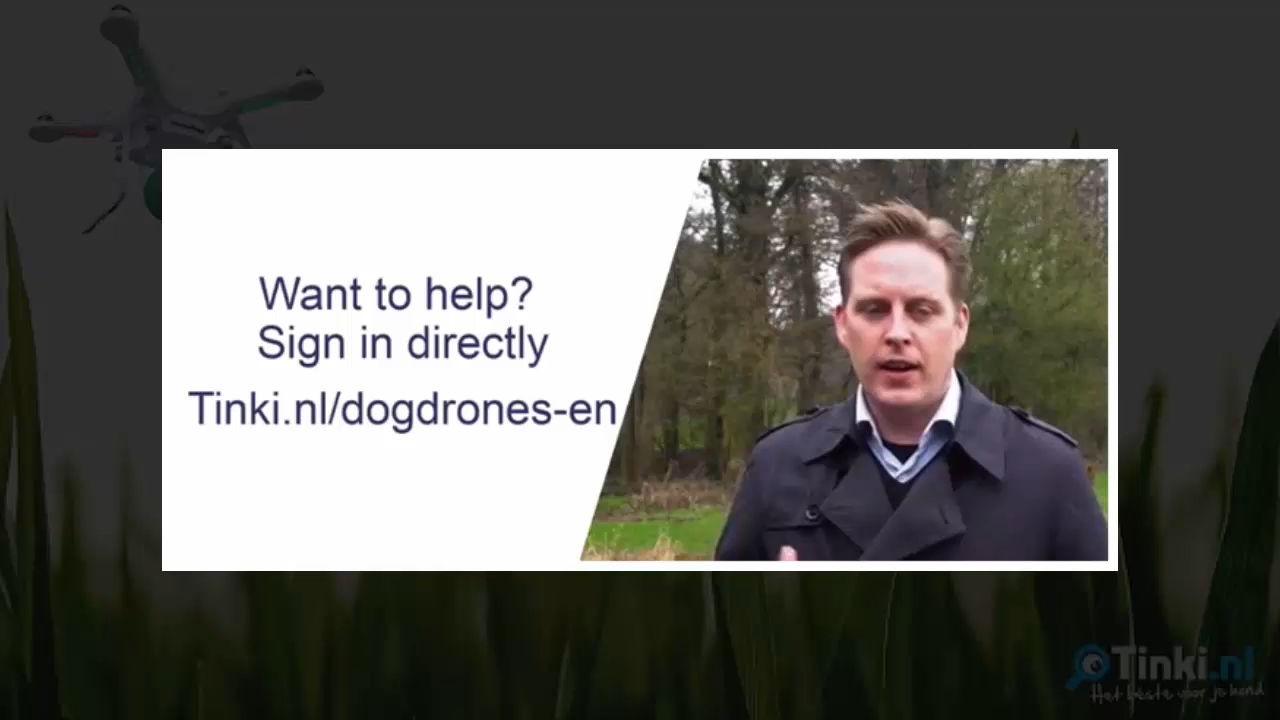 Want to help?
Sign in directly
Tinki.nl/dogdrones-en
Tinki.nl
Het beste voor je hond